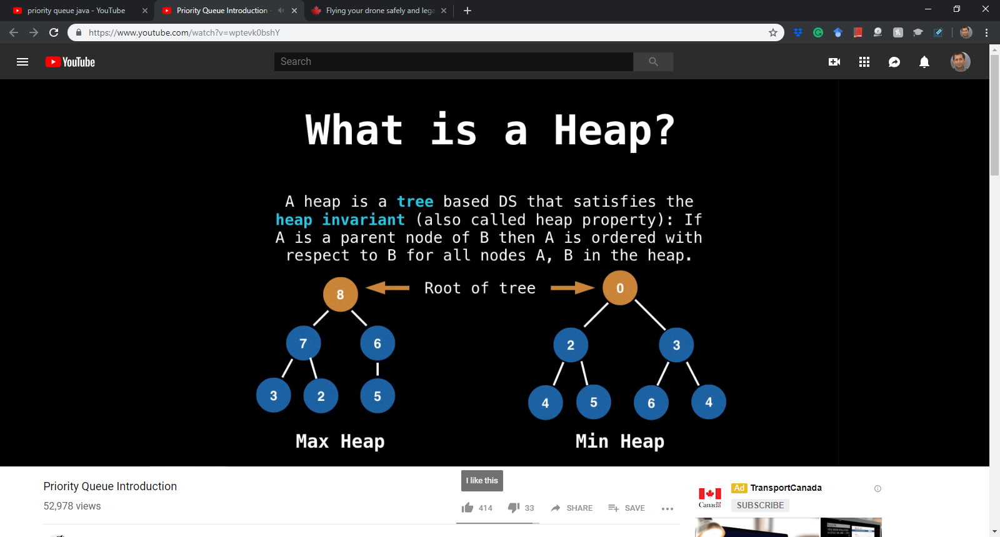 priority queue java - YouTube
Priority Queue Introduction -
Flying your drone safely and lega
https://www.youtube.com/watch?v=wptevk0bshY
YouTube
Search
What is a Heap?
A heap is a tree based DS that satisfies the
heap invariant (also called heap property): If
A is a parent node of B then A is ordered with
respect to B for all nodes A, B in the heap.
8
Root of tree
0
7
6
2
3
3
2
5
4
5
6
4
Max Heap
Min Heap
I like this
Priority Queue Introduction
52,978 views
414
33
SHARE
SAVE
Ad TransportCanada
Canada
SUBSCRIBE